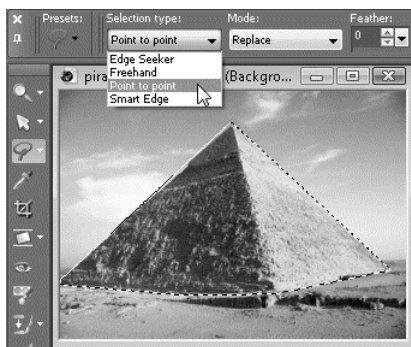 Presets:
Selection type:
Mode:
Feather:
Point to point
Replace
0
Edge Seeker
Freehand
Point to point
Smart Edge
pira
(Backgro...